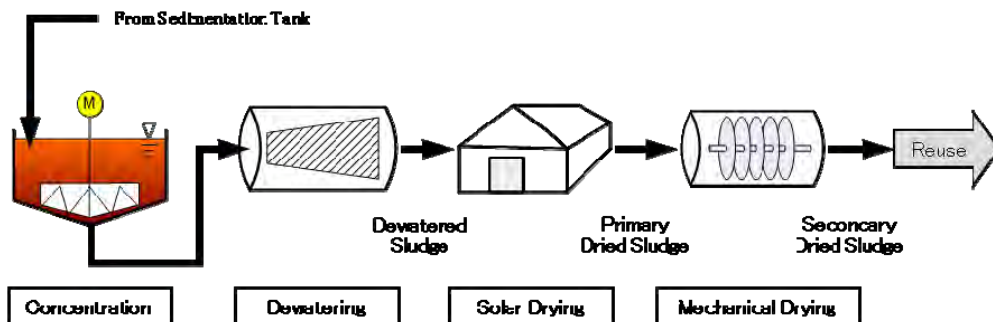 From Sedimentation Tank
M
Reuse
Dewatered
Sludge
Primary
Dried Sludge
Secondary
Dried Sludge
Concentration
Dewatering
Solar Drying
Mechanical Drying